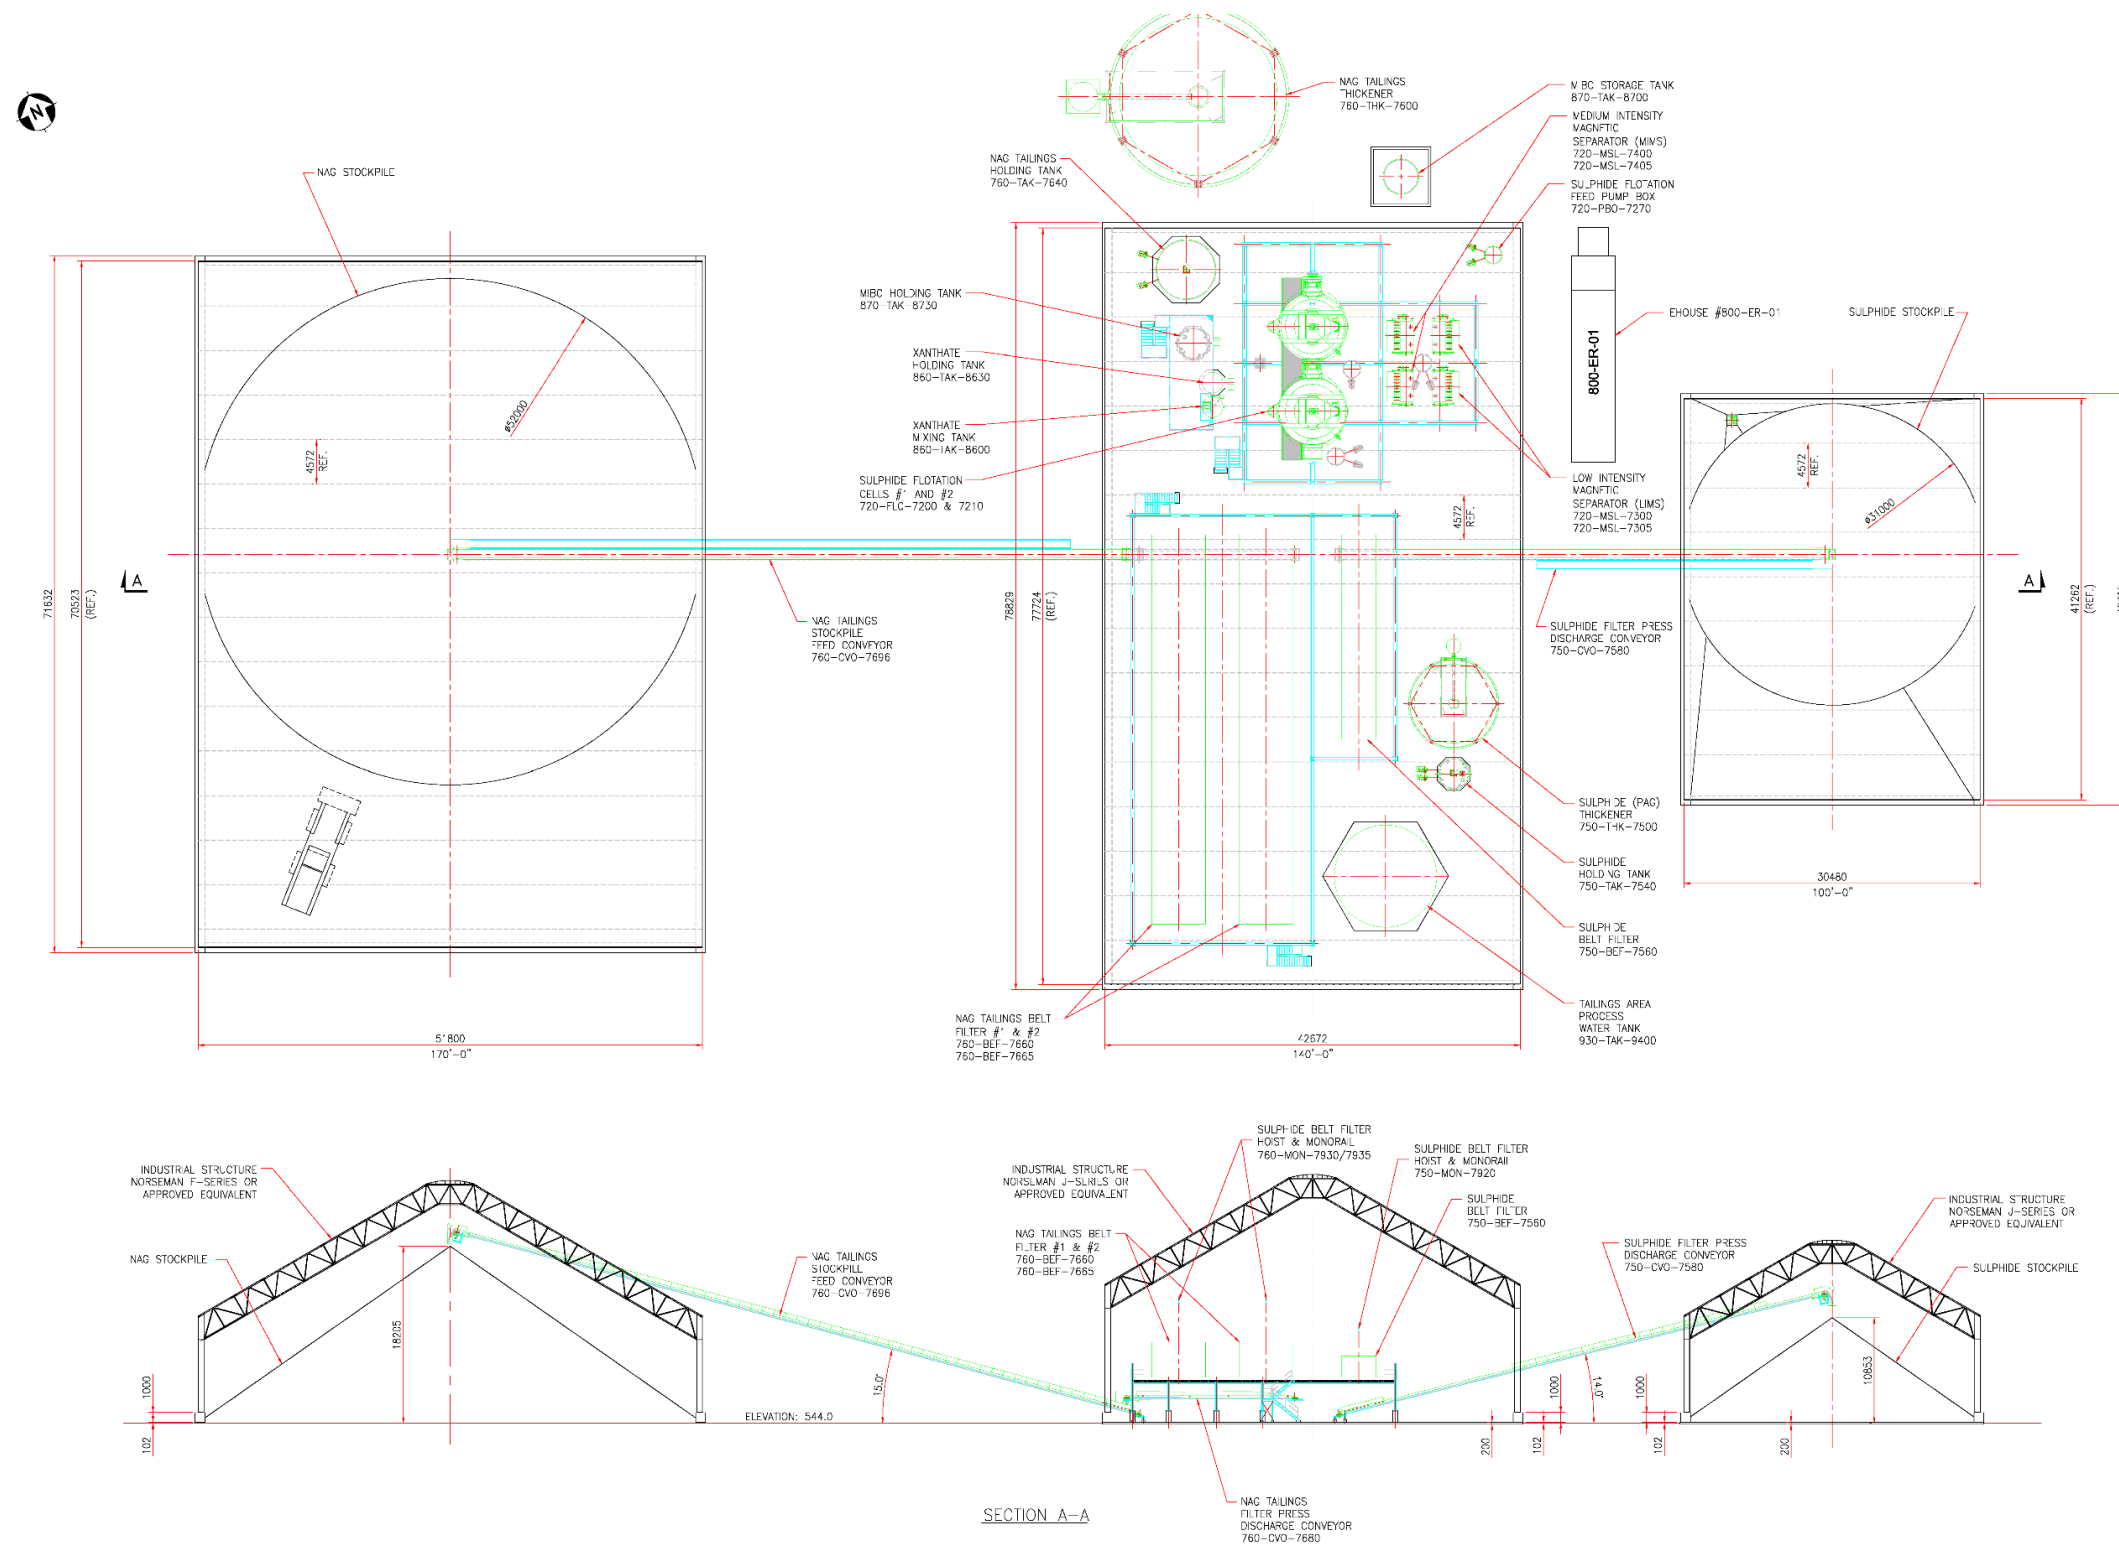 N
NAG TAILINGS
THICKENER
760-THK-7600
MIBC STORAGE TANK
870-TAK-8700
MEDIUM INTENSITY
MAGNETIC
SEPARATOR (MIMS)
720-MSL-7400
720-MSL-7405
SULPHIDE FLOTATION
FEED PUMP BOX
720-PBO-7270
NAG TAILINGS
HOLDING TANK
760-TAK-7640
NAG STOCKPILE
MIBC HOLDING TANK
870-TAK-8730
XANTHATE
HOLDING TANK
860-TAK-8630
XANTHATE
MIXING TANK
860-TAK-8600
SULPHIDE FLOTATION
CELLS #1 AND #2
720-FLC-7200 & 7210
EHOUSE #800-ER-01
800-ER-01
SULPHIDE STOCKPILE
LOW INTENSITY
MAGNETIC
SEPARATOR (LIMS)
720-MSL-7300
720-MSL-7305
ø52000
4572
REF.
4572
REF.
4572
REF.
ø31000
A
A
71632
70523
(REF.)
78829
77724
(REF.)
41262
(REF.)
NAG TAILINGS
STOCKPILE
FEED CONVEYOR
760-CVO-7696
SULPHIDE FILTER PRESS
DISCHARGE CONVEYOR
750-CVO-7580
SULPHIDE (PAG)
THICKENER
750-THK-7500
SULPHIDE
HOLDING TANK
750-TAK-7540
SULPHIDE
BELT FILTER
750-BEF-7560
TAILINGS AREA
PROCESS
WATER TANK
930-TAK-9400
NAG TAILINGS BELT
FILTER #1 & #2
760-BEF-7660
760-BEF-7665
51800
170'-0"
42672
140'-0"
30480
100'-0"
INDUSTRIAL STRUCTURE
NORSEMAN F-SERIES OR
APPROVED EQUIVALENT
NAG STOCKPILE
18205
1000
102
ELEVATION: 544.0
15.0°
NAG TAILINGS
STOCKPILE
FEED CONVEYOR
760-CVO-7696
INDUSTRIAL STRUCTURE
NORSEMAN J-SERIES OR
APPROVED EQUIVALENT
NAG TAILINGS BELT
FILTER #1 & #2
760-BEF-7660
760-BEF-7665
SULPHIDE BELT FILTER
HOIST & MONORAIL
760-MON-7930/7935
SULPHIDE BELT FILTER
HOIST & MONORAIL
750-MON-7920
SULPHIDE
BELT FILTER
750-BEF-7560
SULPHIDE FILTER PRESS
DISCHARGE CONVEYOR
750-CVO-7580
INDUSTRIAL STRUCTURE
NORSEMAN J-SERIES OR
APPROVED EQUIVALENT
SULPHIDE STOCKPILE
14.0°
10853
200
102
1000
1000
102
200
NAG TAILINGS
FILTER PRESS
DISCHARGE CONVEYOR
760-CVO-7680
SECTION A-A